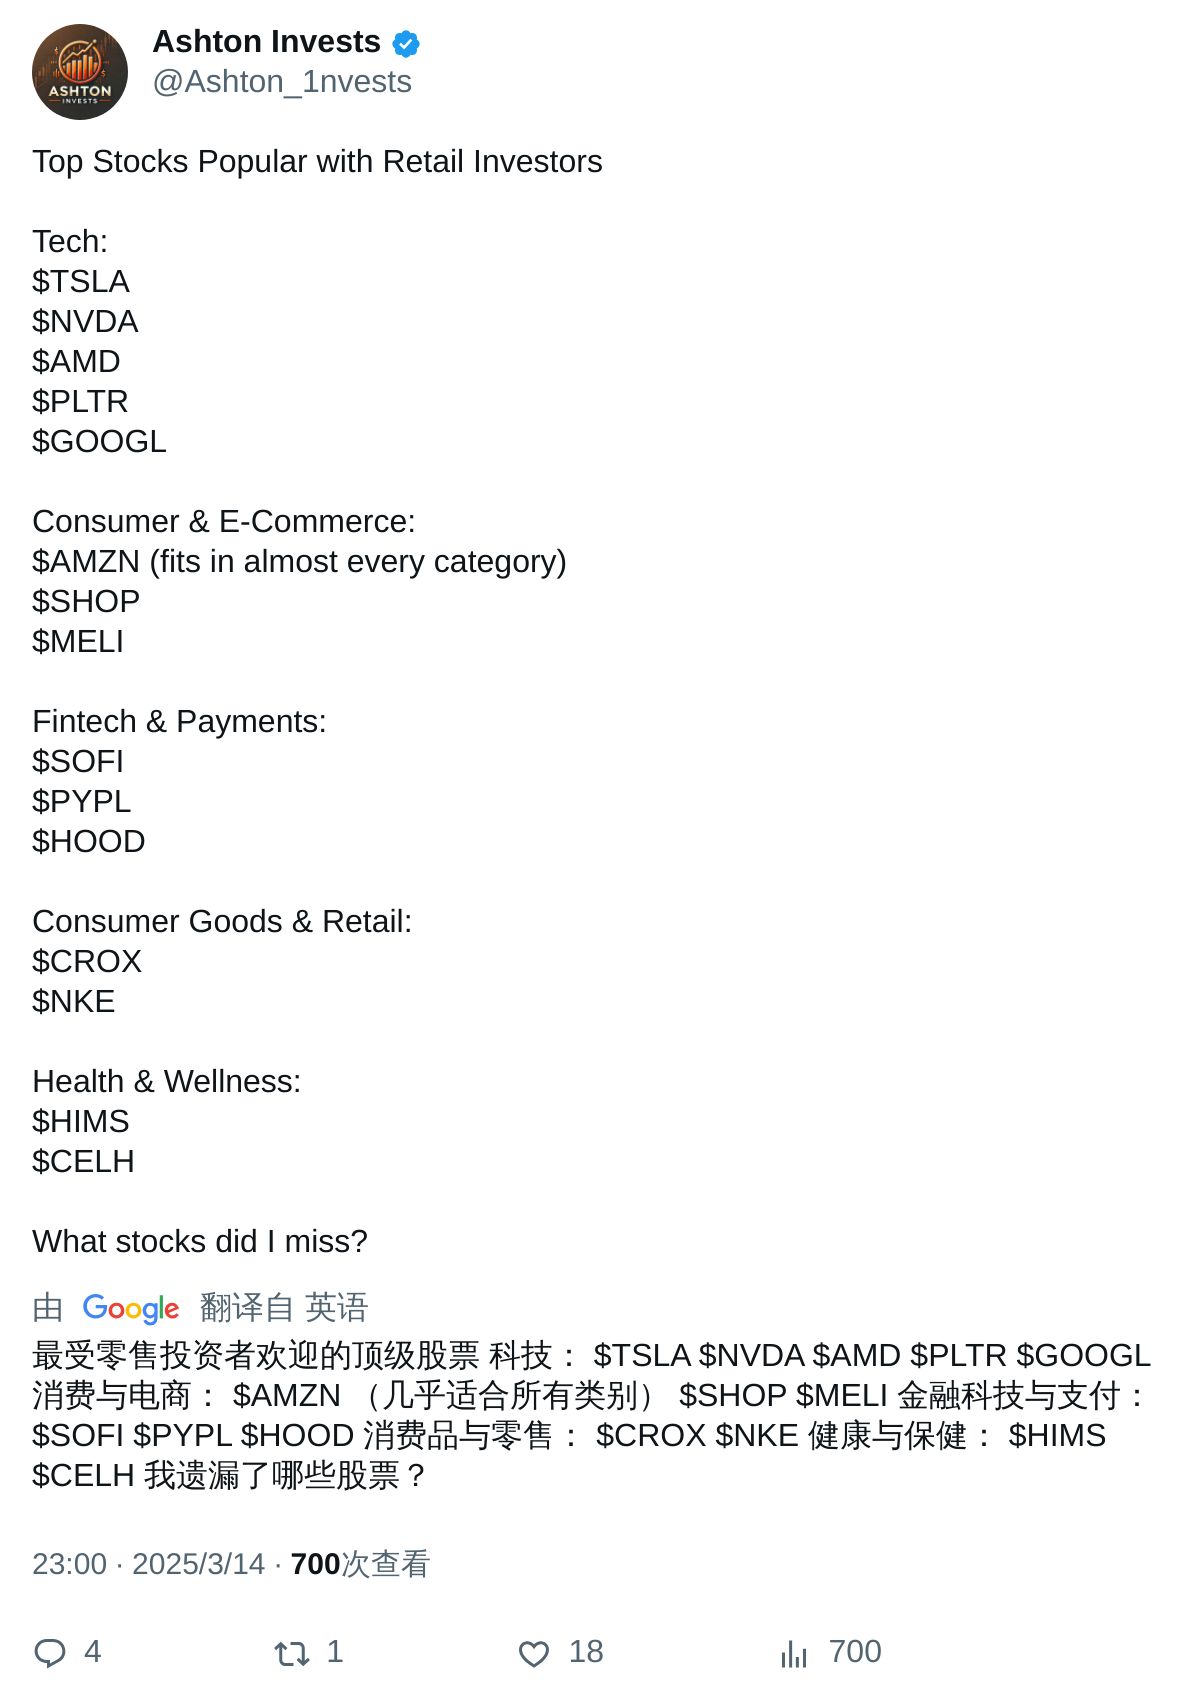 Ashton Invests
@Ashton_1nvests
ASHTON
INVESTS
Top Stocks Popular with Retail Investors
Tech:
$TSLA
$NVDA
$AMD
$PLTR
$GOOGL
Consumer & E-Commerce:
$AMZN (fits in almost every category)
$SHOP
$MELI
Fintech & Payments:
$SOFI
$PYPL
$HOOD
Consumer Goods & Retail:
$CROX
$NKE
Health & Wellness:
$HIMS
$CELH
What stocks did I miss?
由 Google 翻译自 英语
最受零售投资者欢迎的顶级股票 科技： $TSLA $NVDA $AMD $PLTR $GOOGL
消费与电商： $AMZN （几乎适合所有类别） $SHOP $MELI 金融科技与支付：
$SOFI $PYPL $HOOD 消费品与零售： $CROX $NKE 健康与保健： $HIMS
$CELH 我遗漏了哪些股票？
23:00 · 2025/3/14 · 700次查看
4 1 18 700